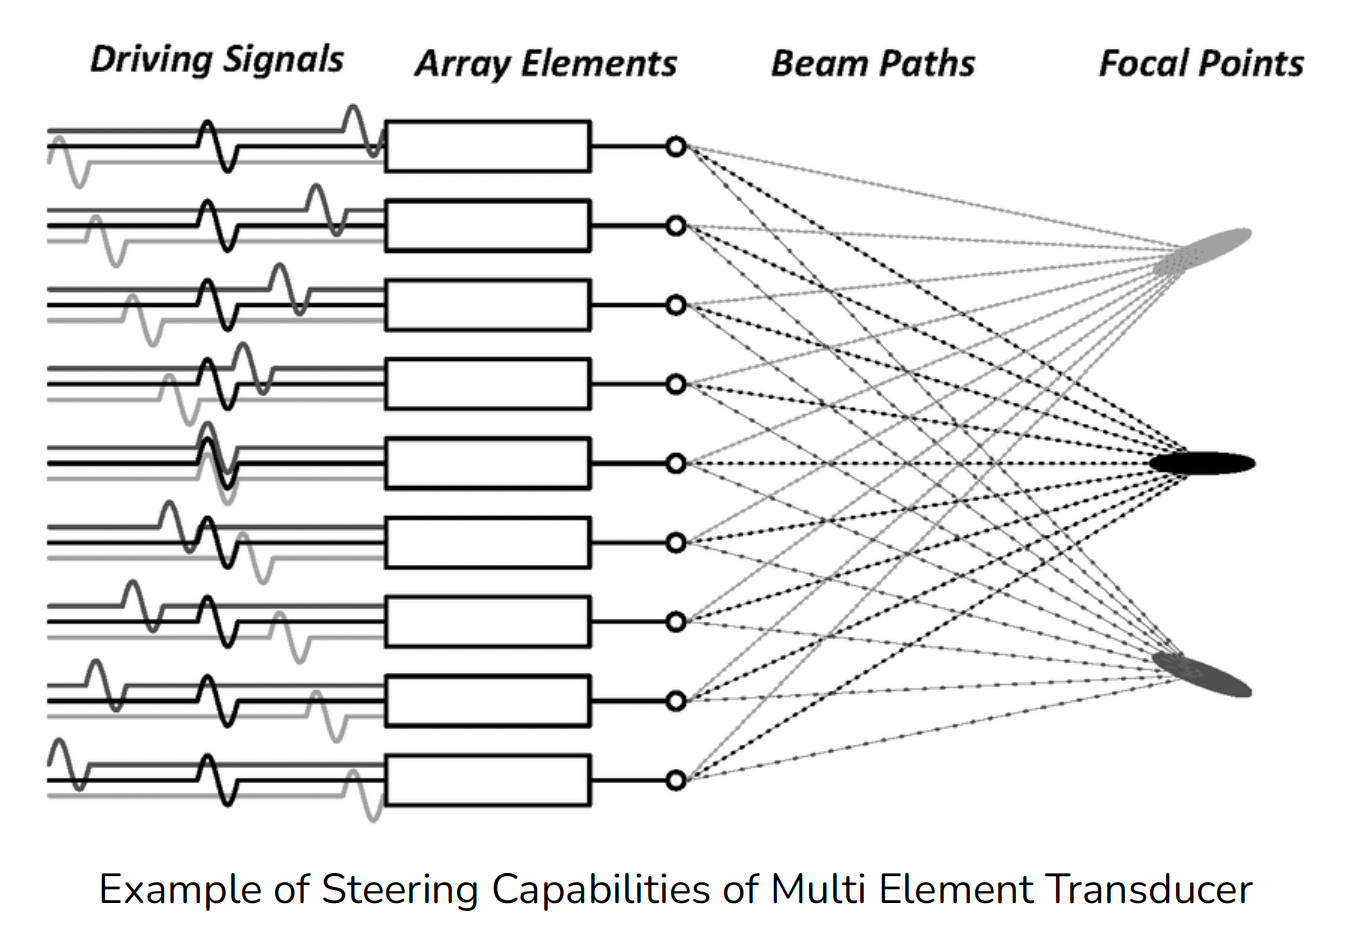 Driving Signals
Array Elements
Beam Paths
Focal Points
Example of Steering Capabilities of Multi Element Transducer